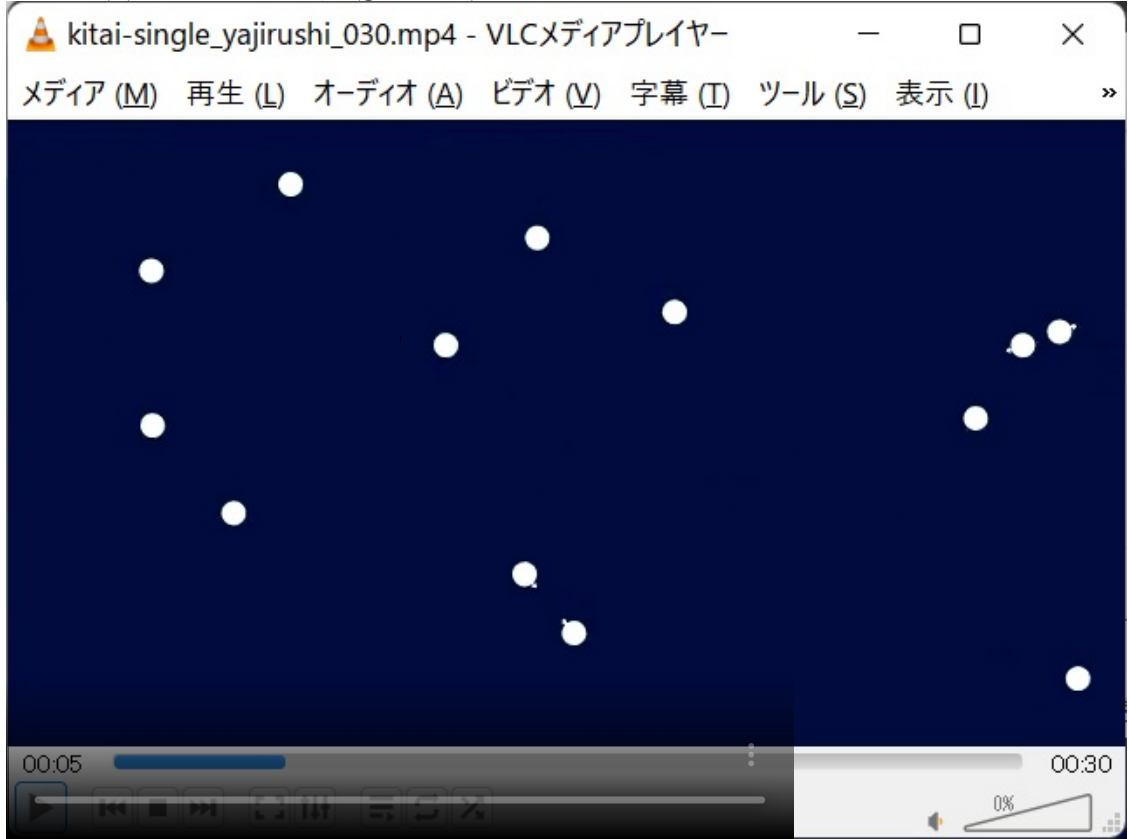 kitai-single_yajirushi_030.mp4 - VLCメディアプレイヤー
メディア (M) 再生 (L) オーディオ (A) ビデオ (V) 字幕 (T) ツール (S) 表示 (I) »
00:05 00:30
0%